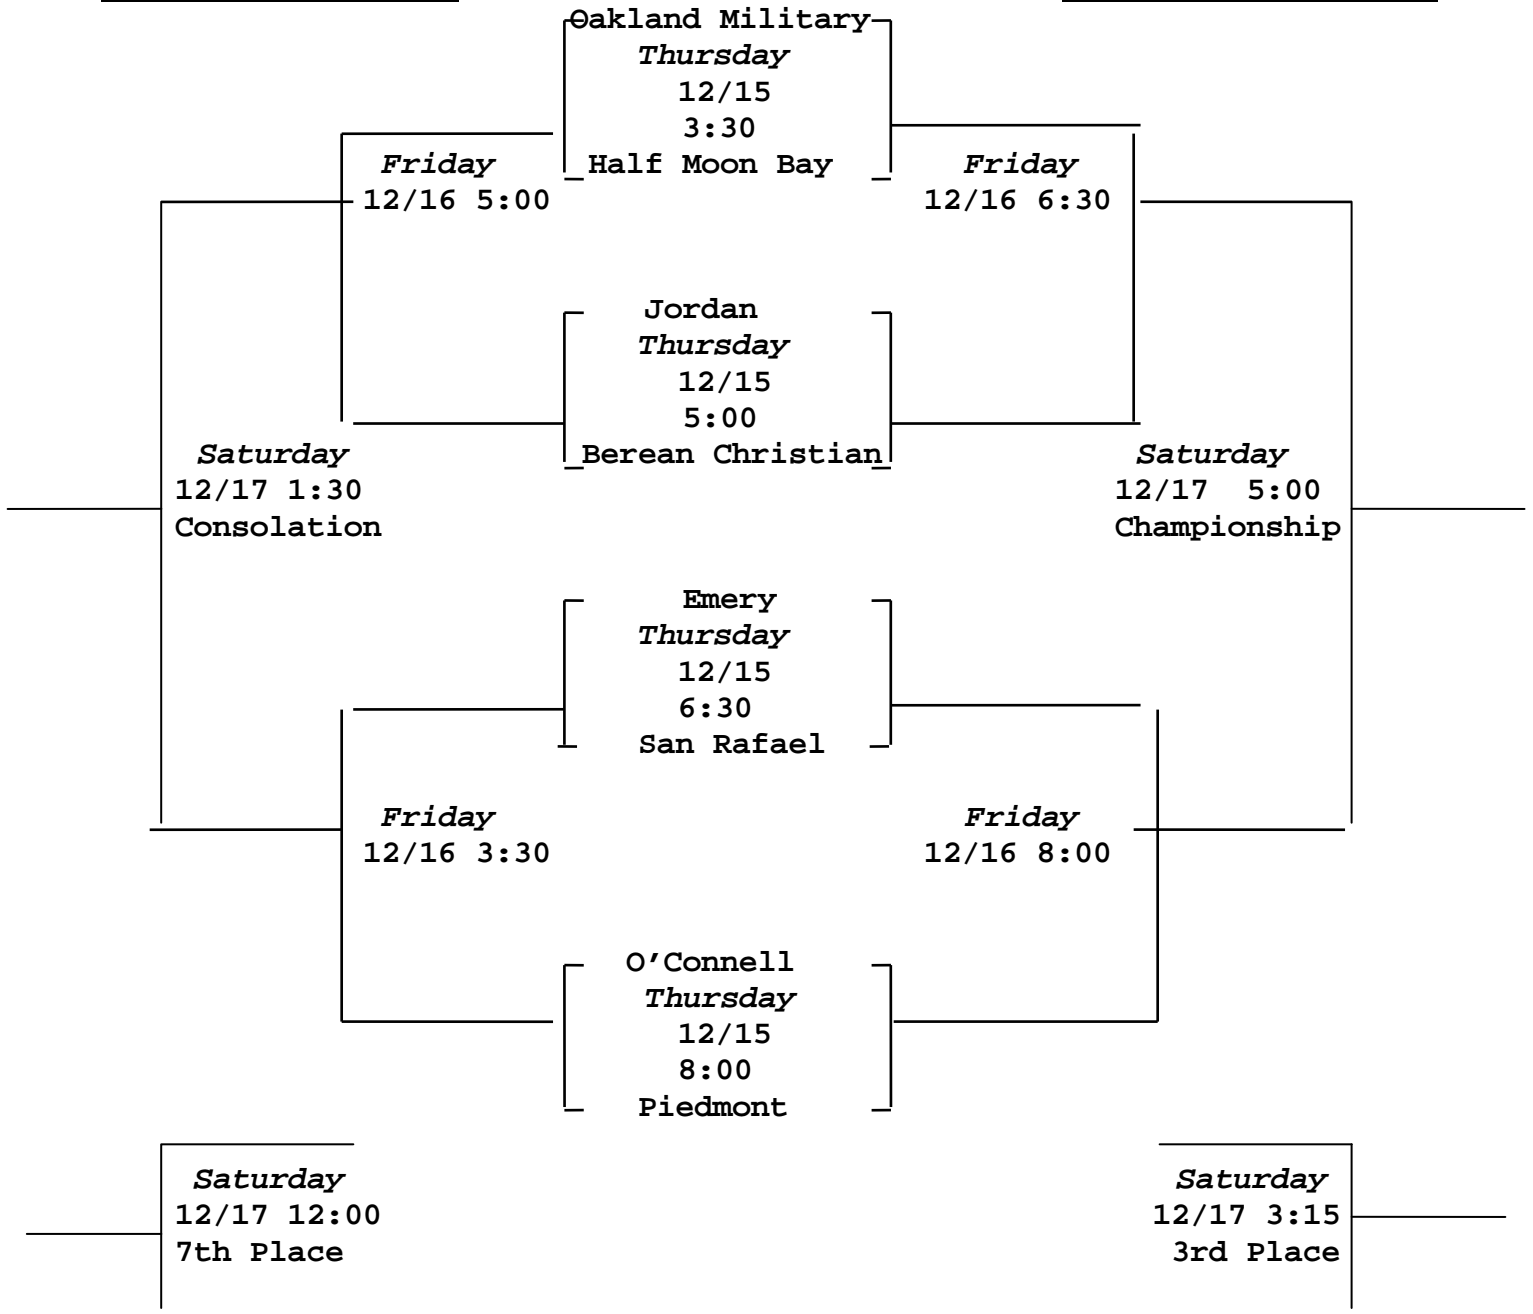 Oakland Military
Thursday
12/15
3:30
Half Moon Bay
Friday
12/16 5:00
Friday
12/16 6:30
Jordan
Thursday
12/15
5:00
Berean Christian
Saturday
12/17 1:30
Consolation
Saturday
12/17 5:00
Championship
Emery
Thursday
12/15
6:30
San Rafael
Friday
12/16 3:30
Friday
12/16 8:00
O'Connell
Thursday
12/15
8:00
Piedmont
Saturday
12/17 12:00
7th Place
Saturday
12/17 3:15
3rd Place